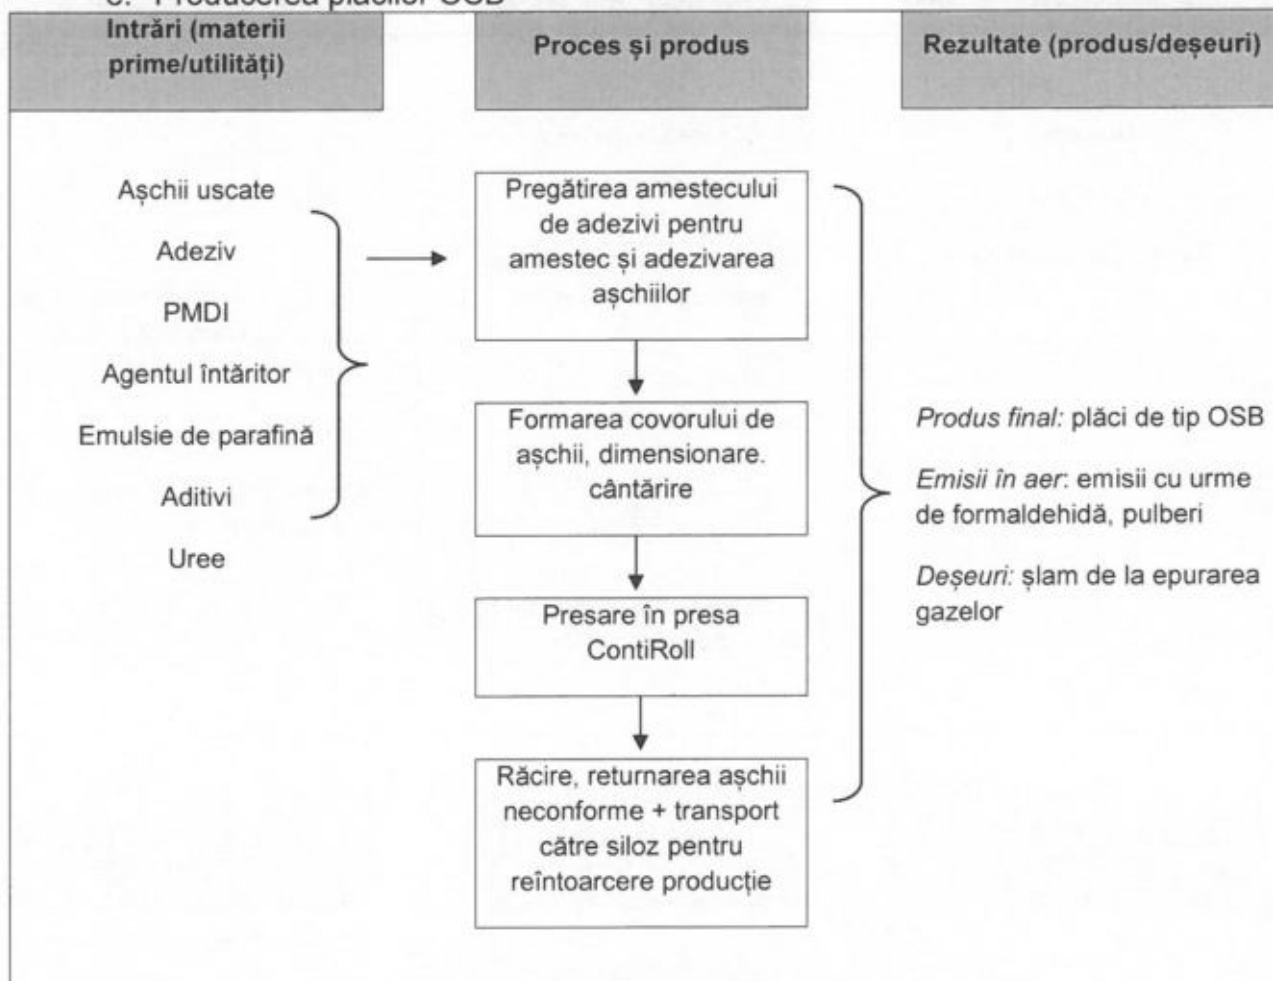 Producerea plăcilor OSB
Intrări (materii
prime/utilități)
Proces și produs
Rezultate (produs/deșeuri)
Așchii uscate
Adeziv
PMDI
Agentul întăritor
Emulsie de parafină
Aditivi
Uree
Pregătirea amestecului
de adezivi pentru
amestec și adezivarea
așchiilor
Formarea covorului de
așchii, dimensionare.
cântărire
Presare în presa
ContiRoll
Răcire, returnarea așchii
neconforme + transport
către siloz pentru
reîntoarcere producție
Produs final: plăci de tip OSB
Emisii în aer: emisii cu urme
de formaldehidă, pulberi
Deșeuri: șlam de la epurarea
gazelor